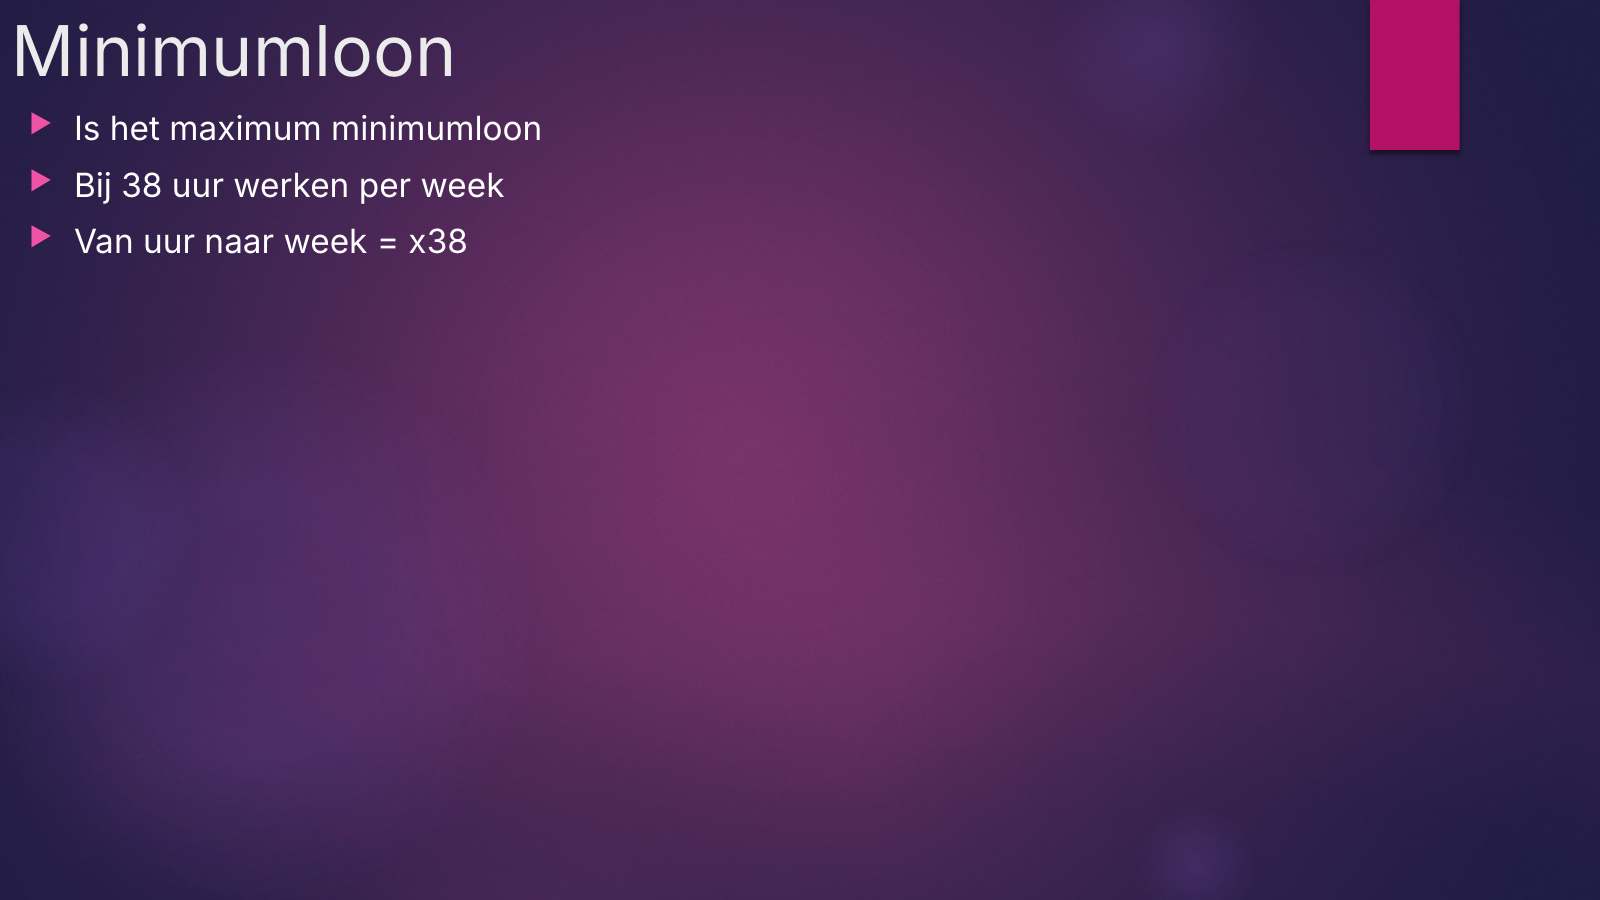 Minimumloon
Is het maximum minimumloon
Bij 38 uur werken per week
Van uur naar week = x38